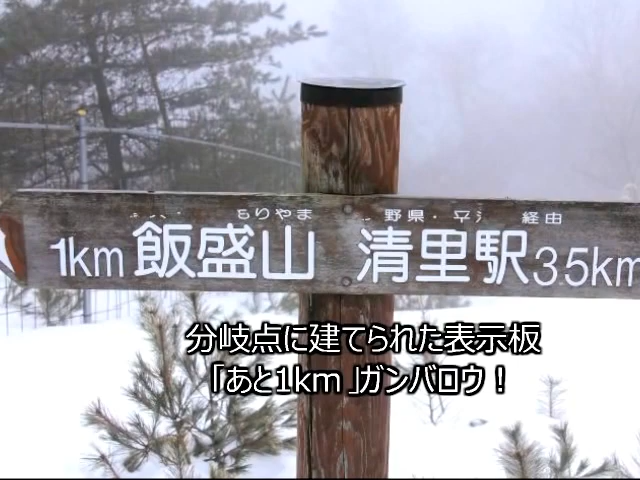 もりやま
野県・平 経由
1km 飯盛山 清里駅 3.5km
分岐点に建てられた表示板
「あと1km」ガンバロウ！